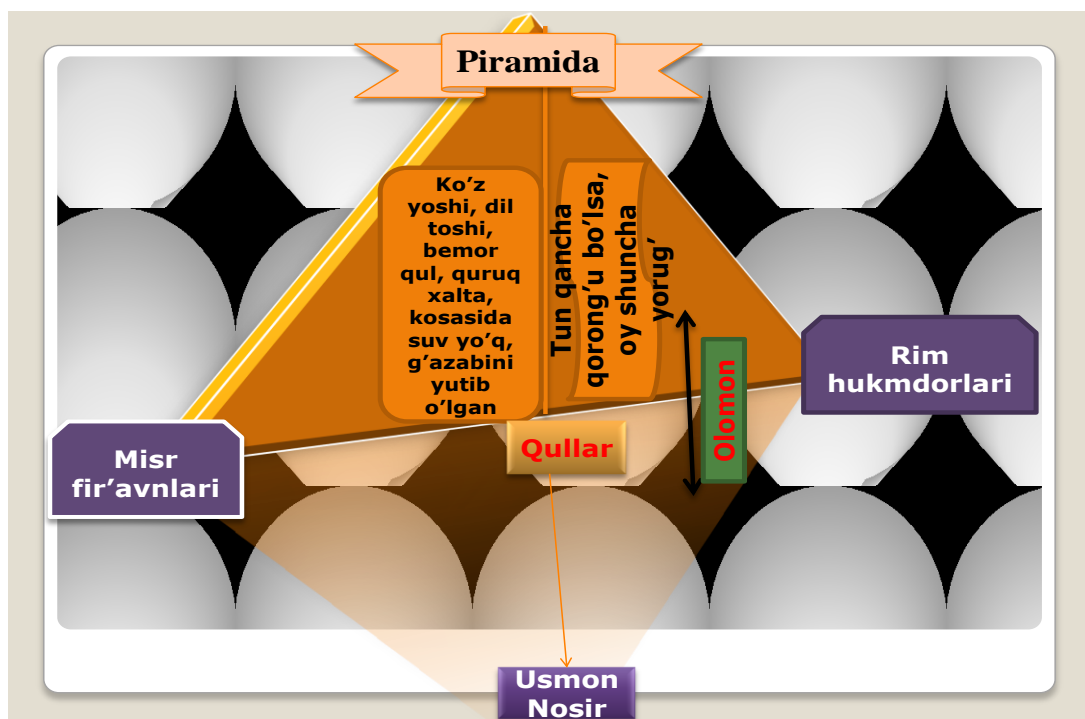 Piramida
Ko’z
yoshi, dil
toshi,
bemor
qul, quruq
xalta,
kosasida
suv yo’q,
g’azabini
yutib
o’lgan
Tun qancha
qorong’u bo’lsa,
oy shuncha
yorug’
Olomon
Rim
hukmdorlari
Qullar
Misr
fir’avnlari
Usmon
Nosir